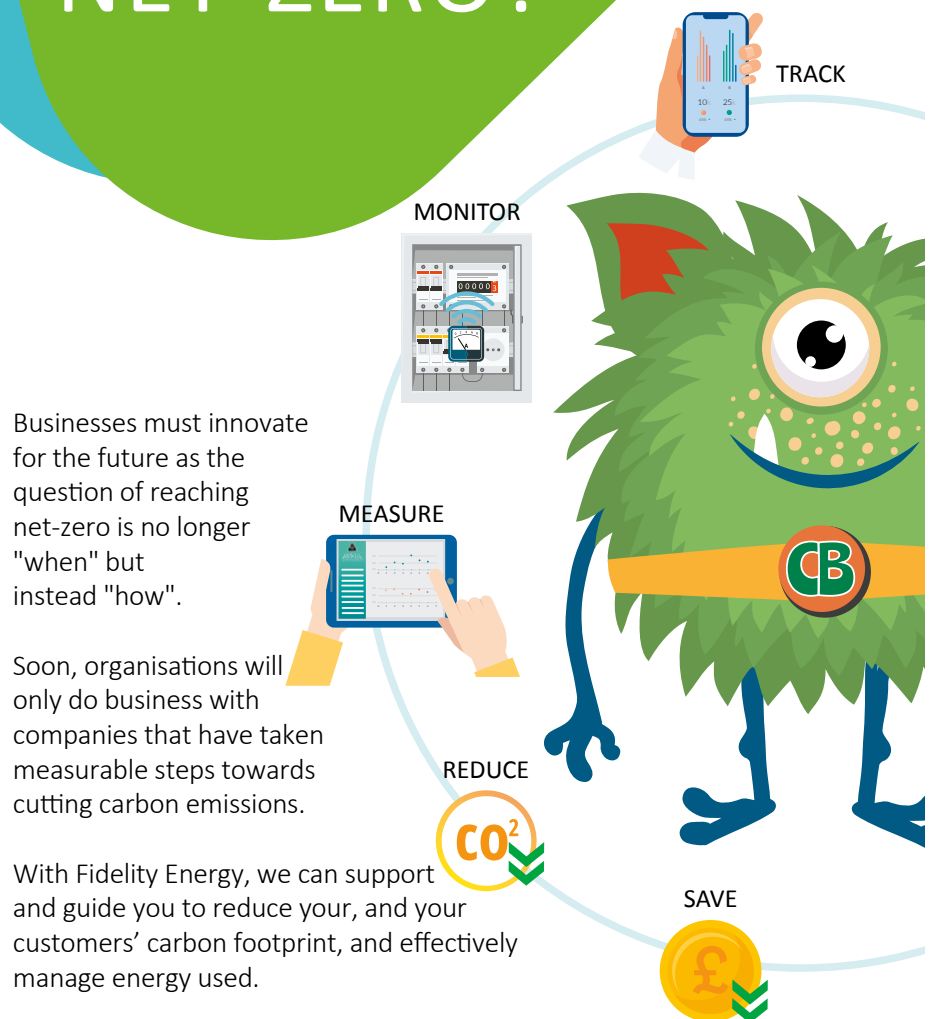 NET ZERO?
TRACK
10k 25k
MONITOR
000003
A
Businesses must innovate
for the future as the
question of reaching
net-zero is no longer
"when" but
instead "how".
MEASURE
Soon, organisations will
only do business with
companies that have taken
measurable steps towards
cutting carbon emissions.
REDUCE
CO²
With Fidelity Energy, we can support
and guide you to reduce your, and your
customers’ carbon footprint, and effectively
manage energy used.
SAVE
£
CB